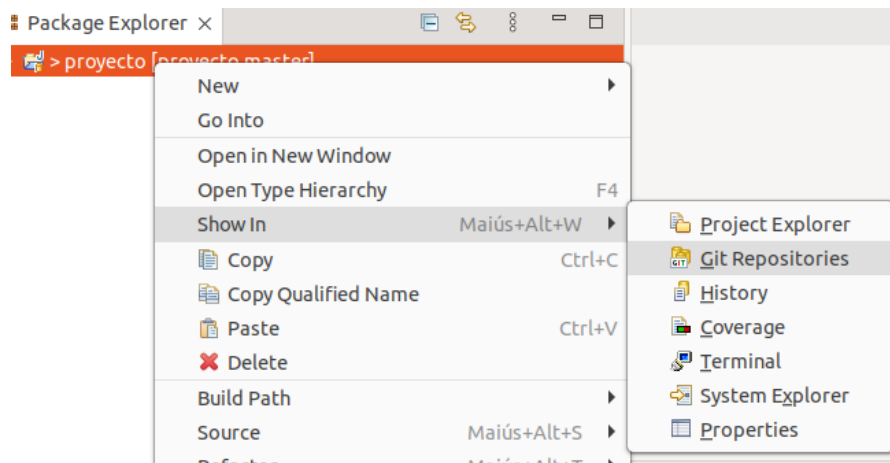 Package Explorer
> proyecto [proyecto master]
New
Go Into
Open in New Window
Open Type Hierarchy F4
Show In Maiús+Alt+W
Copy Ctrl+C
Copy Qualified Name
Paste Ctrl+V
Delete
Build Path
Source Maiús+Alt+S
Project Explorer
Git Repositories
GIT
History
Coverage
Terminal
System Explorer
Properties